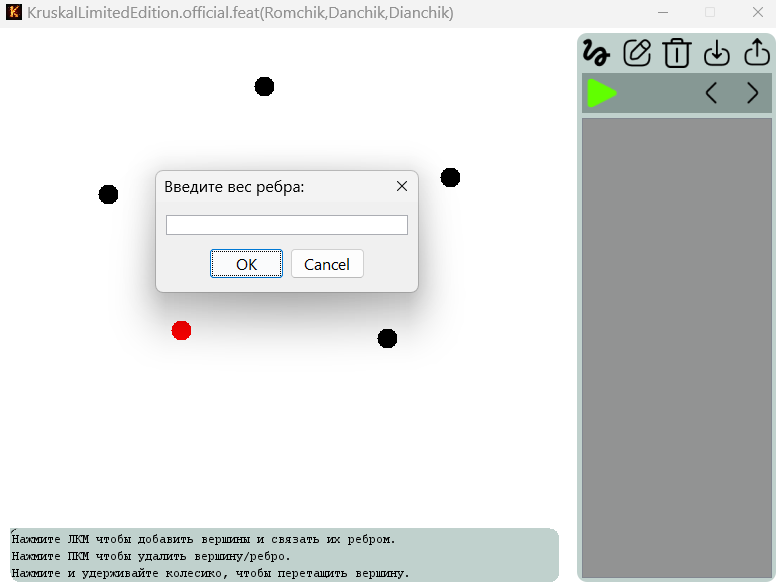 KruskalLimitedEdition.official.feat(Romchik,Danchik,Dianchik)
Введите вес ребра:
OK
Cancel
Нажмите ЛКМ чтобы добавить вершины и связать их ребром.
Нажмите ПКМ чтобы удалить вершину/ребро.
Нажмите и удерживайте колесико, чтобы перетащить вершину.